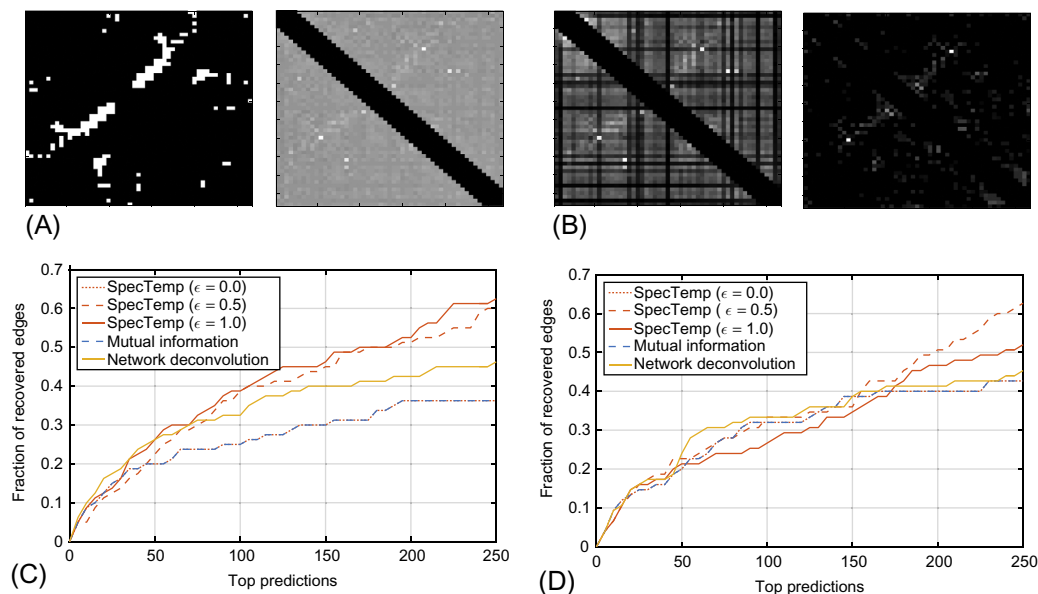 (A)
(B)
0.7
0.6
0.5
0.4
0.3
0.2
0.1
0
Fraction of recovered edges
SpecTemp (ϵ = 0.0)
SpecTemp (ϵ = 0.5)
SpecTemp (ϵ = 1.0)
Mutual information
Network deconvolution
0 50 100 150 200 250
Top predictions
(C)
0.7
0.6
0.5
0.4
0.3
0.2
0.1
0
Fraction of recovered edges
SpecTemp (ϵ = 0.0)
SpecTemp ( ϵ = 0.5)
SpecTemp (ϵ = 1.0)
Mutual information
Network deconvolution
0 50 100 150 200 250
Top predictions
(D)